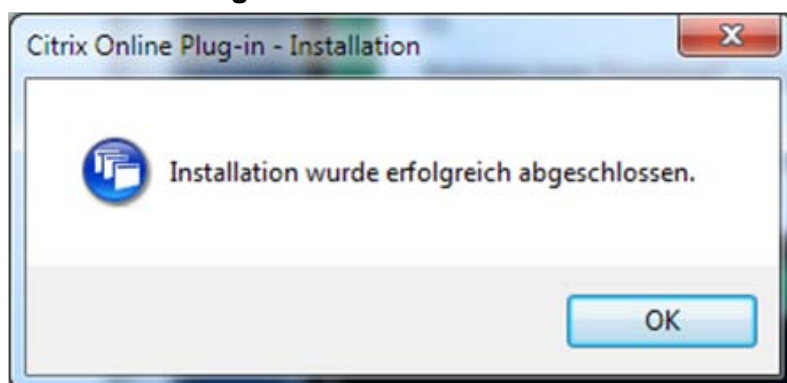 Citrix Online Plug-in - Installation
Installation wurde erfolgreich abgeschlossen.
OK